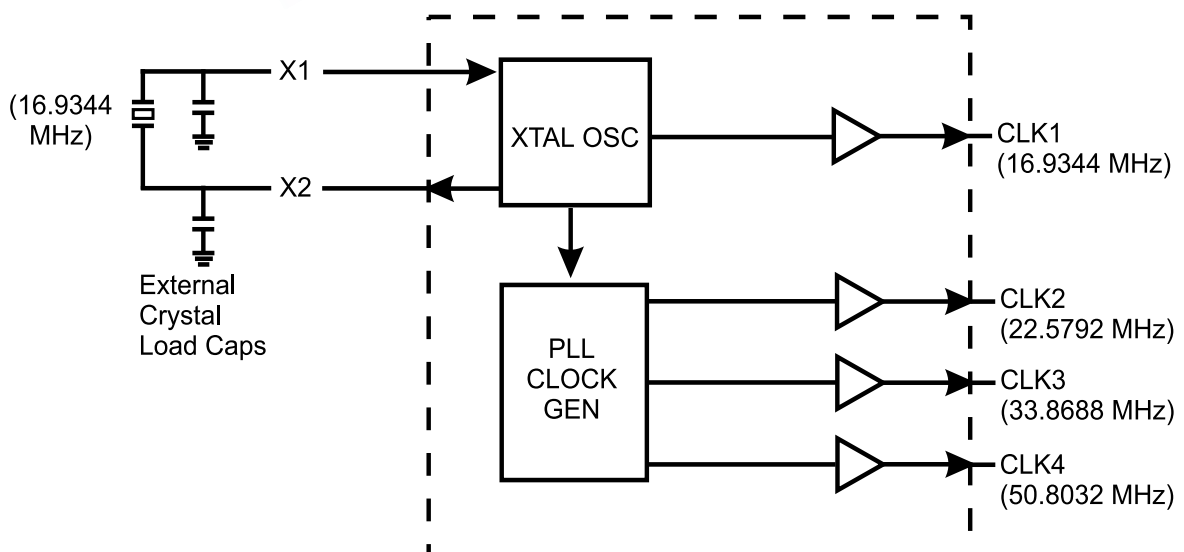 X1
(16.9344
MHz)
XTAL OSC
CLK1
(16.9344 MHz)
X2
External
Crystal
Load Caps
PLL
CLOCK
GEN
CLK2
(22.5792 MHz)
CLK3
(33.8688 MHz)
CLK4
(50.8032 MHz)